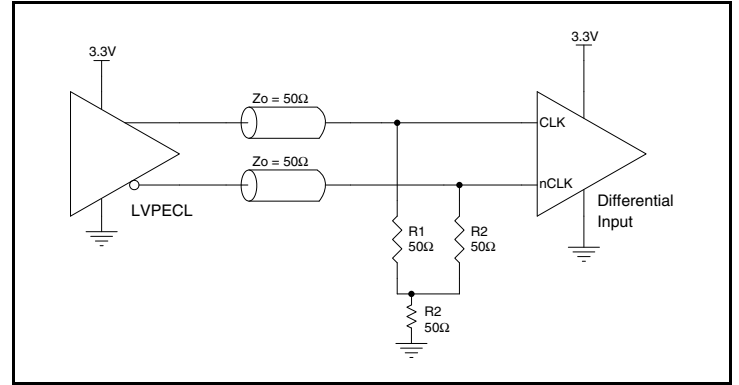 3.3V
3.3V
Zo = 50Ω
CLK
Zo = 50Ω
nCLK
LVPECL
Differential
Input
R1
50Ω
R2
50Ω
R2
50Ω